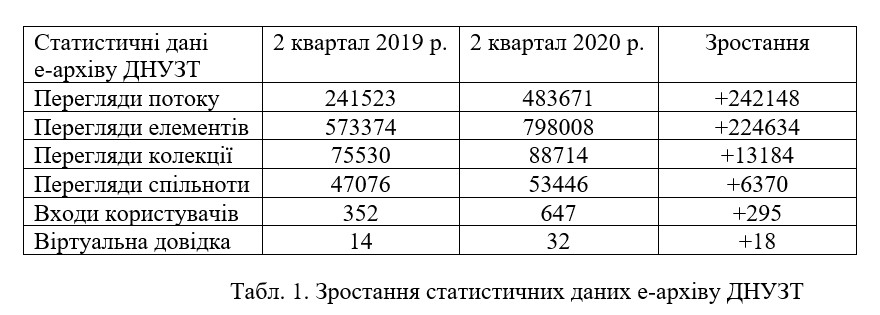 Статистичні дані
е-архіву ДНУЗТ
2 квартал 2019 р.
2 квартал 2020 р.
Зростання
Перегляди потоку 241523 483671 +242148
Перегляди елементів 573374 798008 +224634
Перегляди колекції 75530 88714 +13184
Перегляди спільноти 47076 53446 +6370
Входи користувачів 352 647 +295
Віртуальна довідка 14 32 +18
Табл. 1. Зростання статистичних даних е-архіву ДНУЗТ